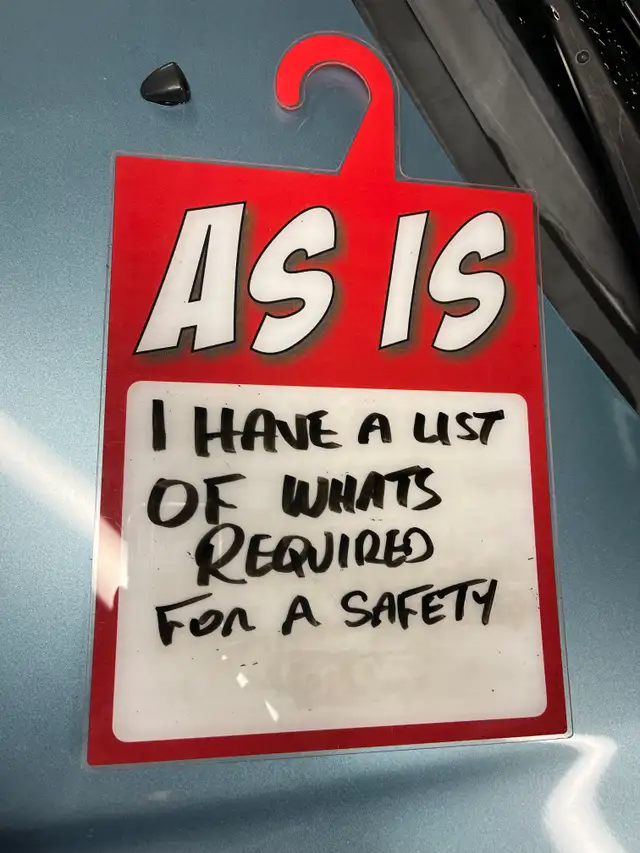 AS IS
I HAVE A LIST
OF WHATS
REQUIRED
FOR A SAFETY